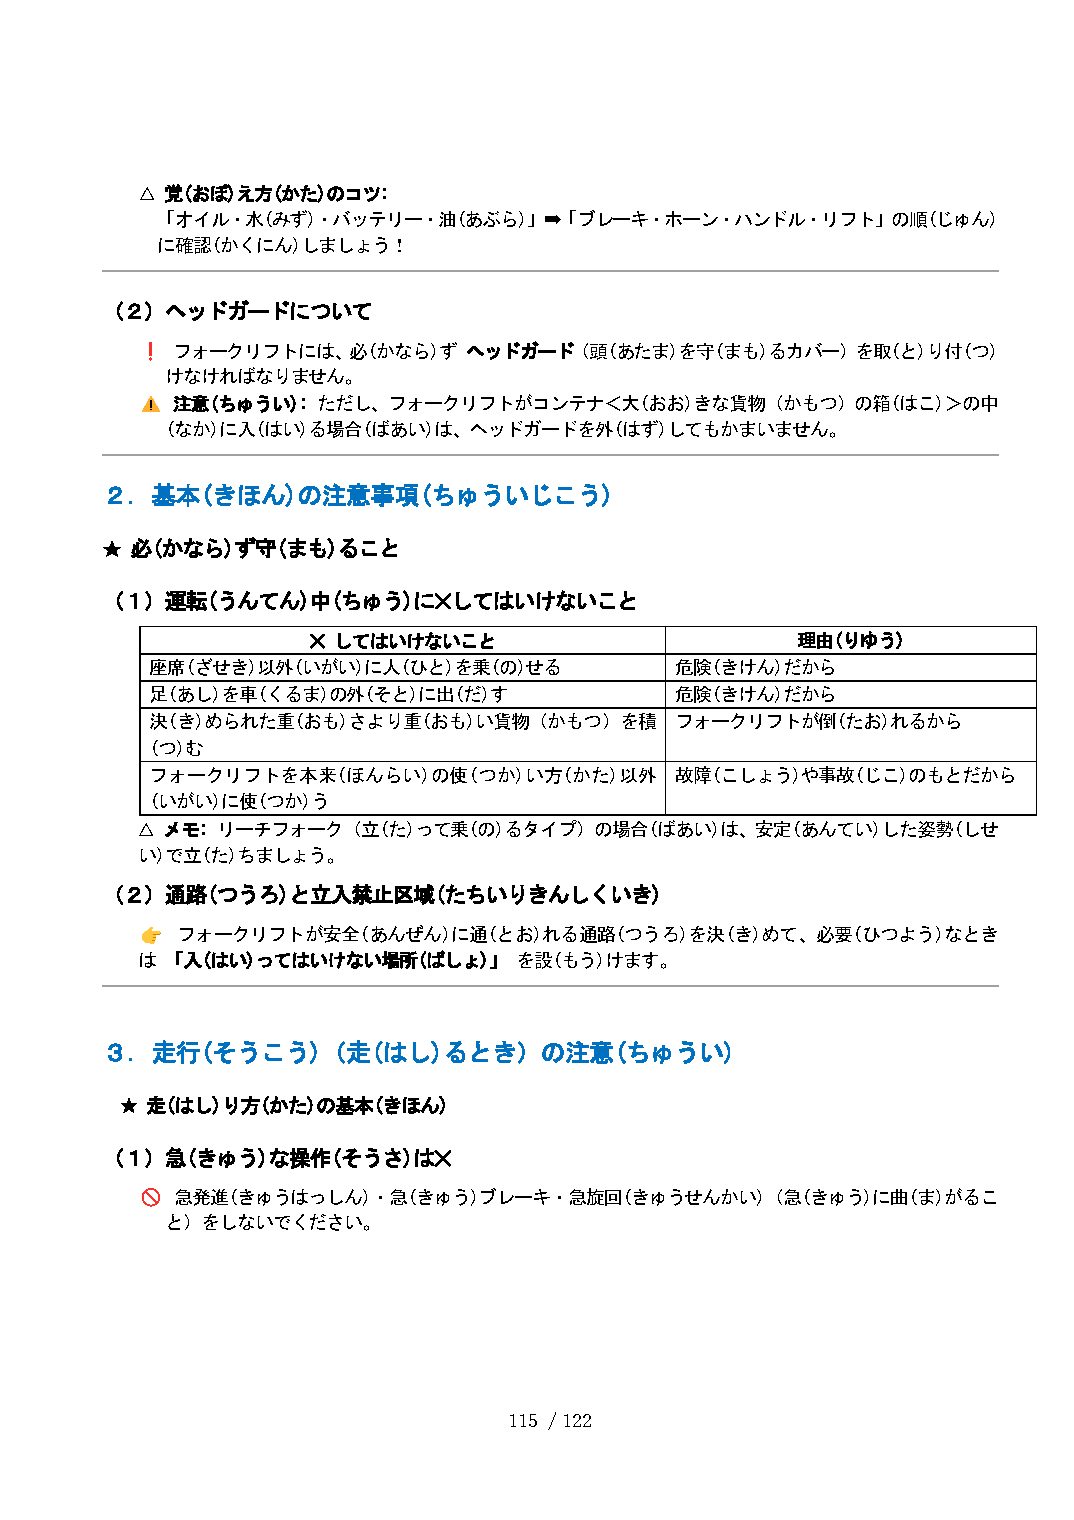 △ 覚(おぼ)え方(かた)のコツ:
「オイル・水(みず)・バッテリー・油(あぶら)」➡「ブレーキ・ホーン・ハンドル・リフト」の順(じゅん)
に確認(かくにん)しましょう！
（２）ヘッドガードについて
❗ フォークリフトには、必(かなら)ず ヘッドガード（頭(あたま)を守(まも)るカバー）を取(と)り付(つ)
けなければなりません。
⚠ 注意(ちゅうい): ただし、フォークリフトがコンテナ＜大(おお)きな貨物（かもつ）の箱(はこ)＞の中
(なか)に入(はい)る場合(ばあい)は、ヘッドガードを外(はず)してもかまいません。
２．基本(きほん)の注意事項(ちゅういじこう)
★ 必(かなら)ず守(まも)ること
（１）運転(うんてん)中(ちゅう)に✕してはいけないこと
✕ してはいけないこと 理由(りゆう)
座席(ざせき)以外(いがい)に人(ひと)を乗(の)せる 危険(きけん)だから
足(あし)を車(くるま)の外(そと)に出(だ)す 危険(きけん)だから
決(き)められた重(おも)さより重(おも)い貨物（かもつ）を積 フォークリフトが倒(たお)れるから
(つ)む
フォークリフトを本来(ほんらい)の使(つか)い方(かた)以外 故障(こしょう)や事故(じこ)のもとだから
(いがい)に使(つか)う
△ メモ: リーチフォーク（立(た)って乗(の)るタイプ）の場合(ばあい)は、安定(あんてい)した姿勢(しせ
い)で立(た)ちましょう。
（２）通路(つうろ)と立入禁止区域(たちいりきんしくいき)
👉 フォークリフトが安全(あんぜん)に通(とお)れる通路(つうろ)を決(き)めて、必要(ひつよう)なとき
は 「入(はい)ってはいけない場所(ばしょ)」 を設(もう)けます。
３．走行(そうこう)（走(はし)るとき）の注意(ちゅうい)
★ 走(はし)り方(かた)の基本(きほん)
（１）急(きゅう)な操作(そうさ)は✕
🚫 急発進(きゅうはっしん)・急(きゅう)ブレーキ・急旋回(きゅうせんかい)（急(きゅう)に曲(ま)がるこ
と）をしないでください。
115 / 122